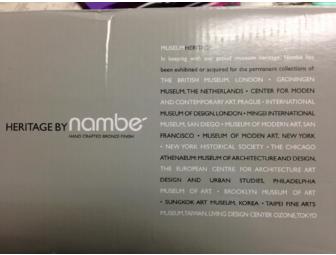 MUSEUM HERITAGE
In keeping with our proud museum heritage, Nambé has
been exhibited or acquired for the permanent collections of
THE BRITISH MUSEUM, LONDON • GRONINGEN
MUSEUM, THE NETHERLANDS • CENTER FOR MODERN
AND CONTEMPORARY ART, PRAGUE • INTERNATIONAL
MUSEUM OF DESIGN, LONDON • MINGEI INTERNATIONAL
MUSEUM, SAN DIEGO • MUSEUM OF MODERN ART, SAN
FRANCISCO • MUSEUM OF MODEN ART, NEW YORK
• NEW YORK HISTORICAL SOCIETY • THE CHICAGO
ATHENAEUM: MUSEUM OF ARCHITECTURE AND DESIGN,
THE EUROPEAN CENTRE FOR ARCHITECTURE ART
DESIGN AND URBAN STUDIES, PHILADELPHIA
MUSEUM OF ART • BROOKLYN MUSEUM OF ART
• SUNGKOK ART MUSEUM, KOREA • TAIPEI FINE ARTS
MUSEUM, TAIWAN, LIVING DESIGN CENTER OZONE, TOKYO
HERITAGE BY nambé
HAND CRAFTED BRONZE FINISH